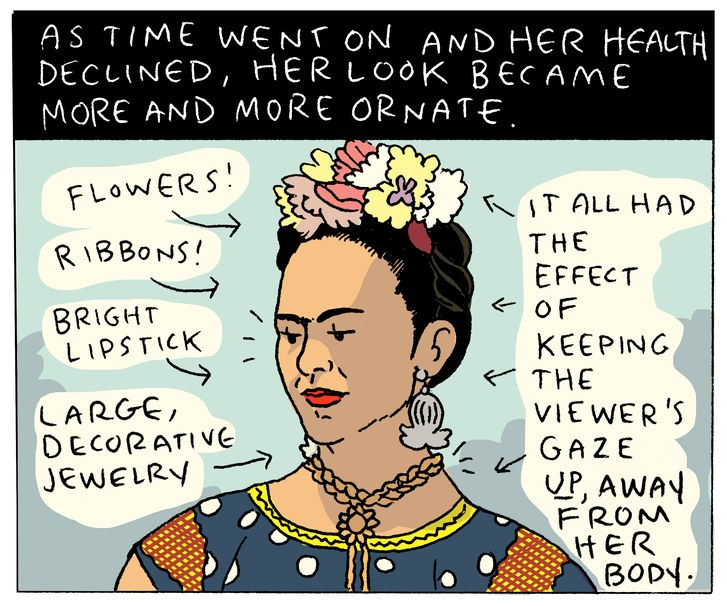 AS TIME WENT ON AND HER HEALTH
DECLINED, HER LOOK BECAME
MORE AND MORE ORNATE.
FLOWERS!
RIBBONS!
BRIGHT
LIPSTICK
LARGE,
DECORATIVE
JEWELRY
IT ALL HAD
THE
EFFECT
OF
KEEPING
THE
VIEWER'S
GAZE
UP, AWAY
FROM
HER
BODY.